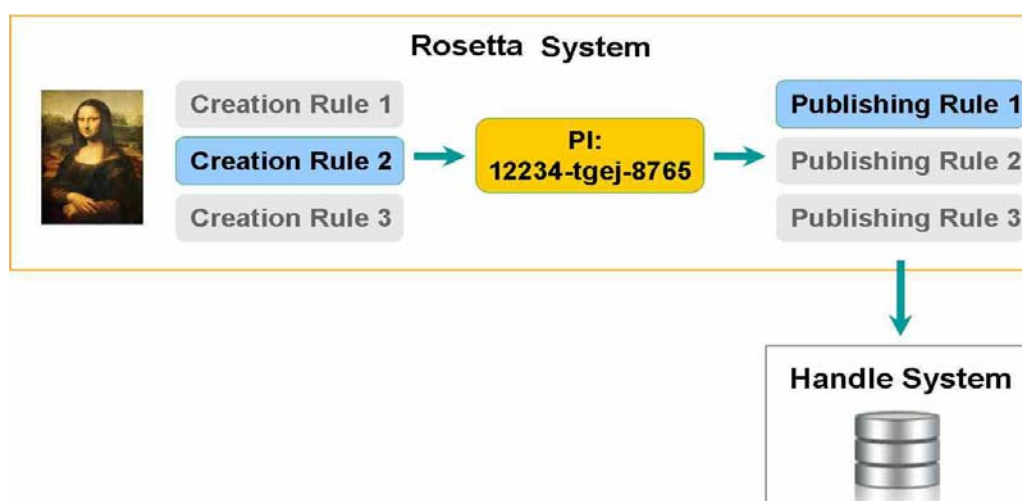 Rosetta System
Creation Rule 1
Creation Rule 2
Creation Rule 3
PI:
12234-tgej-8765
Publishing Rule 1
Publishing Rule 2
Publishing Rule 3
Handle System